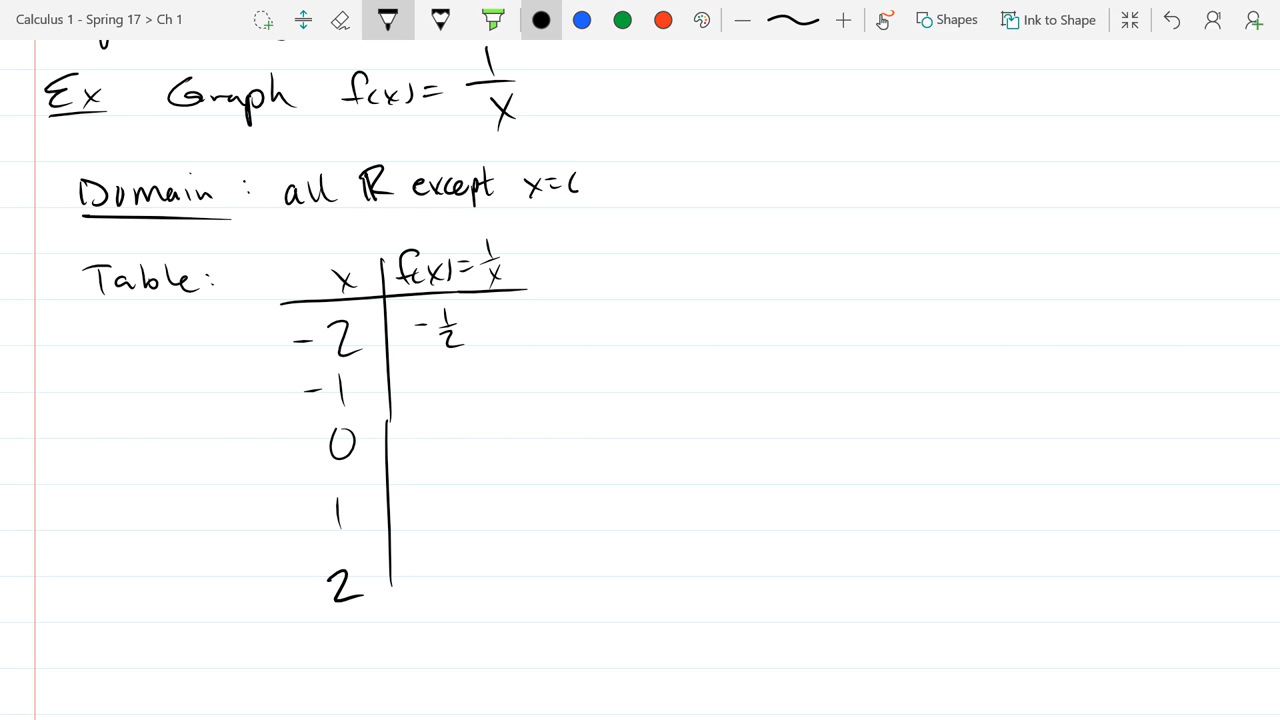 Calculus 1 - Spring 17 > Ch 1
Shapes
Ink to Shape
Ex Graph f(x) = 1/x
Domain : all ℝ except x=0
Table: x f(x) = 1/x
-2 -1/2
-1
0
1
2